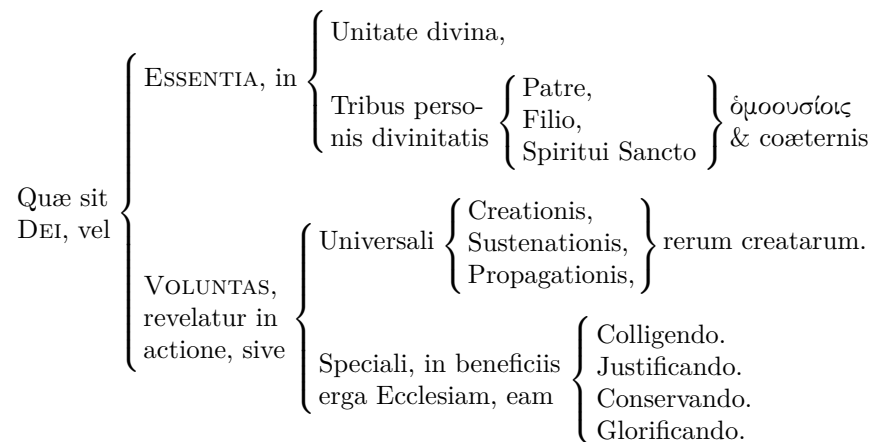 Quæ sit
DEI, vel
ESSENTIA, in
Unitate divina,
Tribus perso-
nis divinitatis
Patre,
Filio,
Spiritui Sancto
ὁμοουσίοις
& coæternis
VOLUNTAS,
revelatur in
actione, sive
Universali
Creationis,
Sustenationis,
Propagationis,
rerum creatarum.
Speciali, in beneficiis
erga Ecclesiam, eam
Colligendo.
Justificando.
Conservando.
Glorificando.